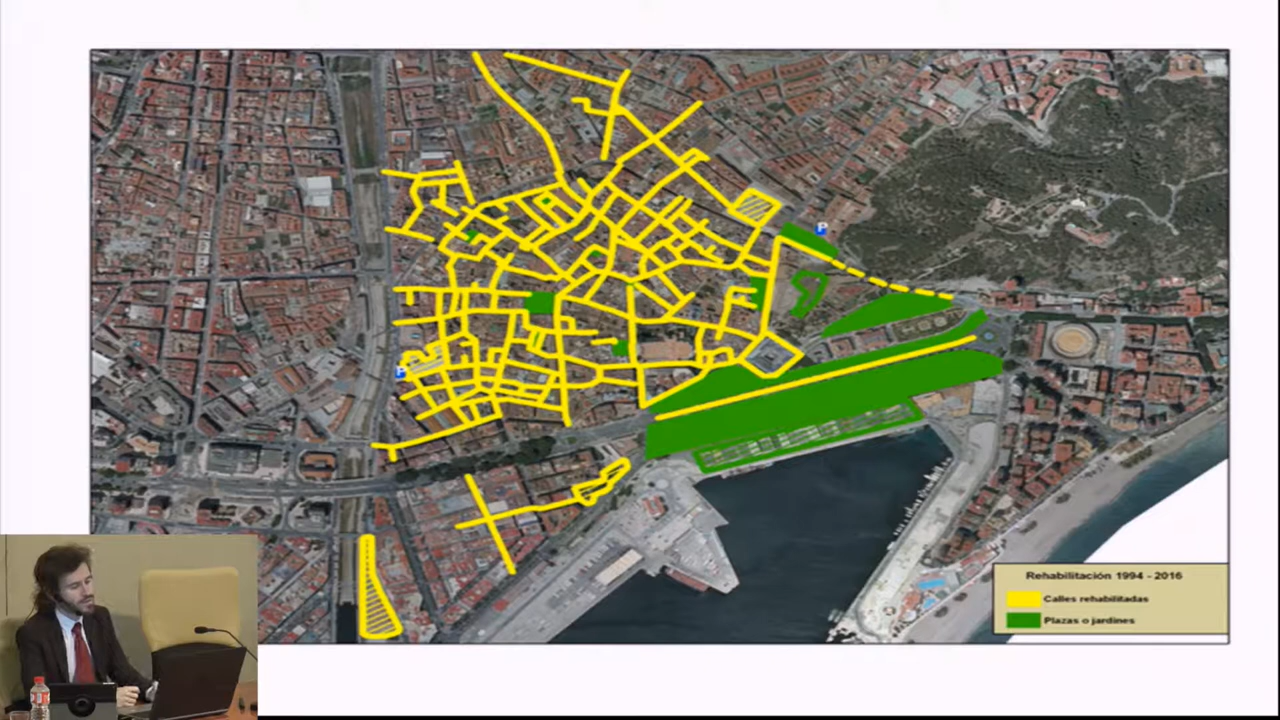 P
P
Rehabilitación 1994 - 2016
Calles rehabilitadas
Plazas o jardines